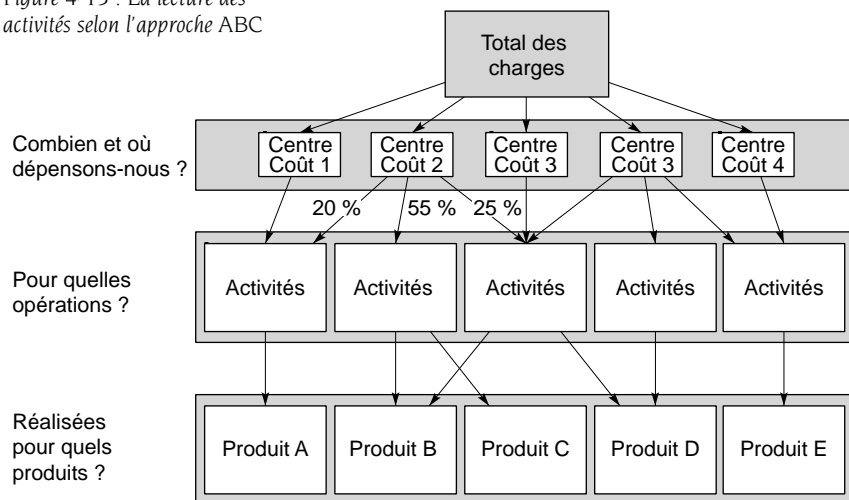 Figure 4-15 : La lecture des
activités selon l'approche ABC
Total des
charges
Combien et où
dépensons-nous ?
Centre
Coût 1
Centre
Coût 2
Centre
Coût 3
Centre
Coût 3
Centre
Coût 4
20 %
55 %
25 %
Pour quelles
opérations ?
Activités
Activités
Activités
Activités
Activités
Réalisées
pour quels
produits ?
Produit A
Produit B
Produit C
Produit D
Produit E